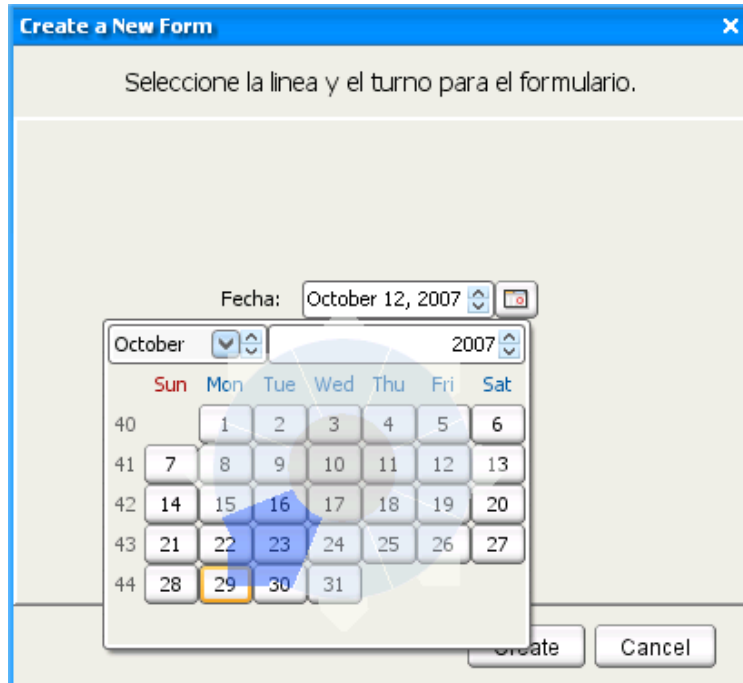 Create a New Form
Seleccione la linea y el turno para el formulario.
Fecha: October 12, 2007
October 2007
Sun Mon Tue Wed Thu Fri Sat
40 1 2 3 4 5 6
41 7 8 9 10 11 12 13
42 14 15 16 17 18 19 20
43 21 22 23 24 25 26 27
44 28 29 30 31
Create Cancel